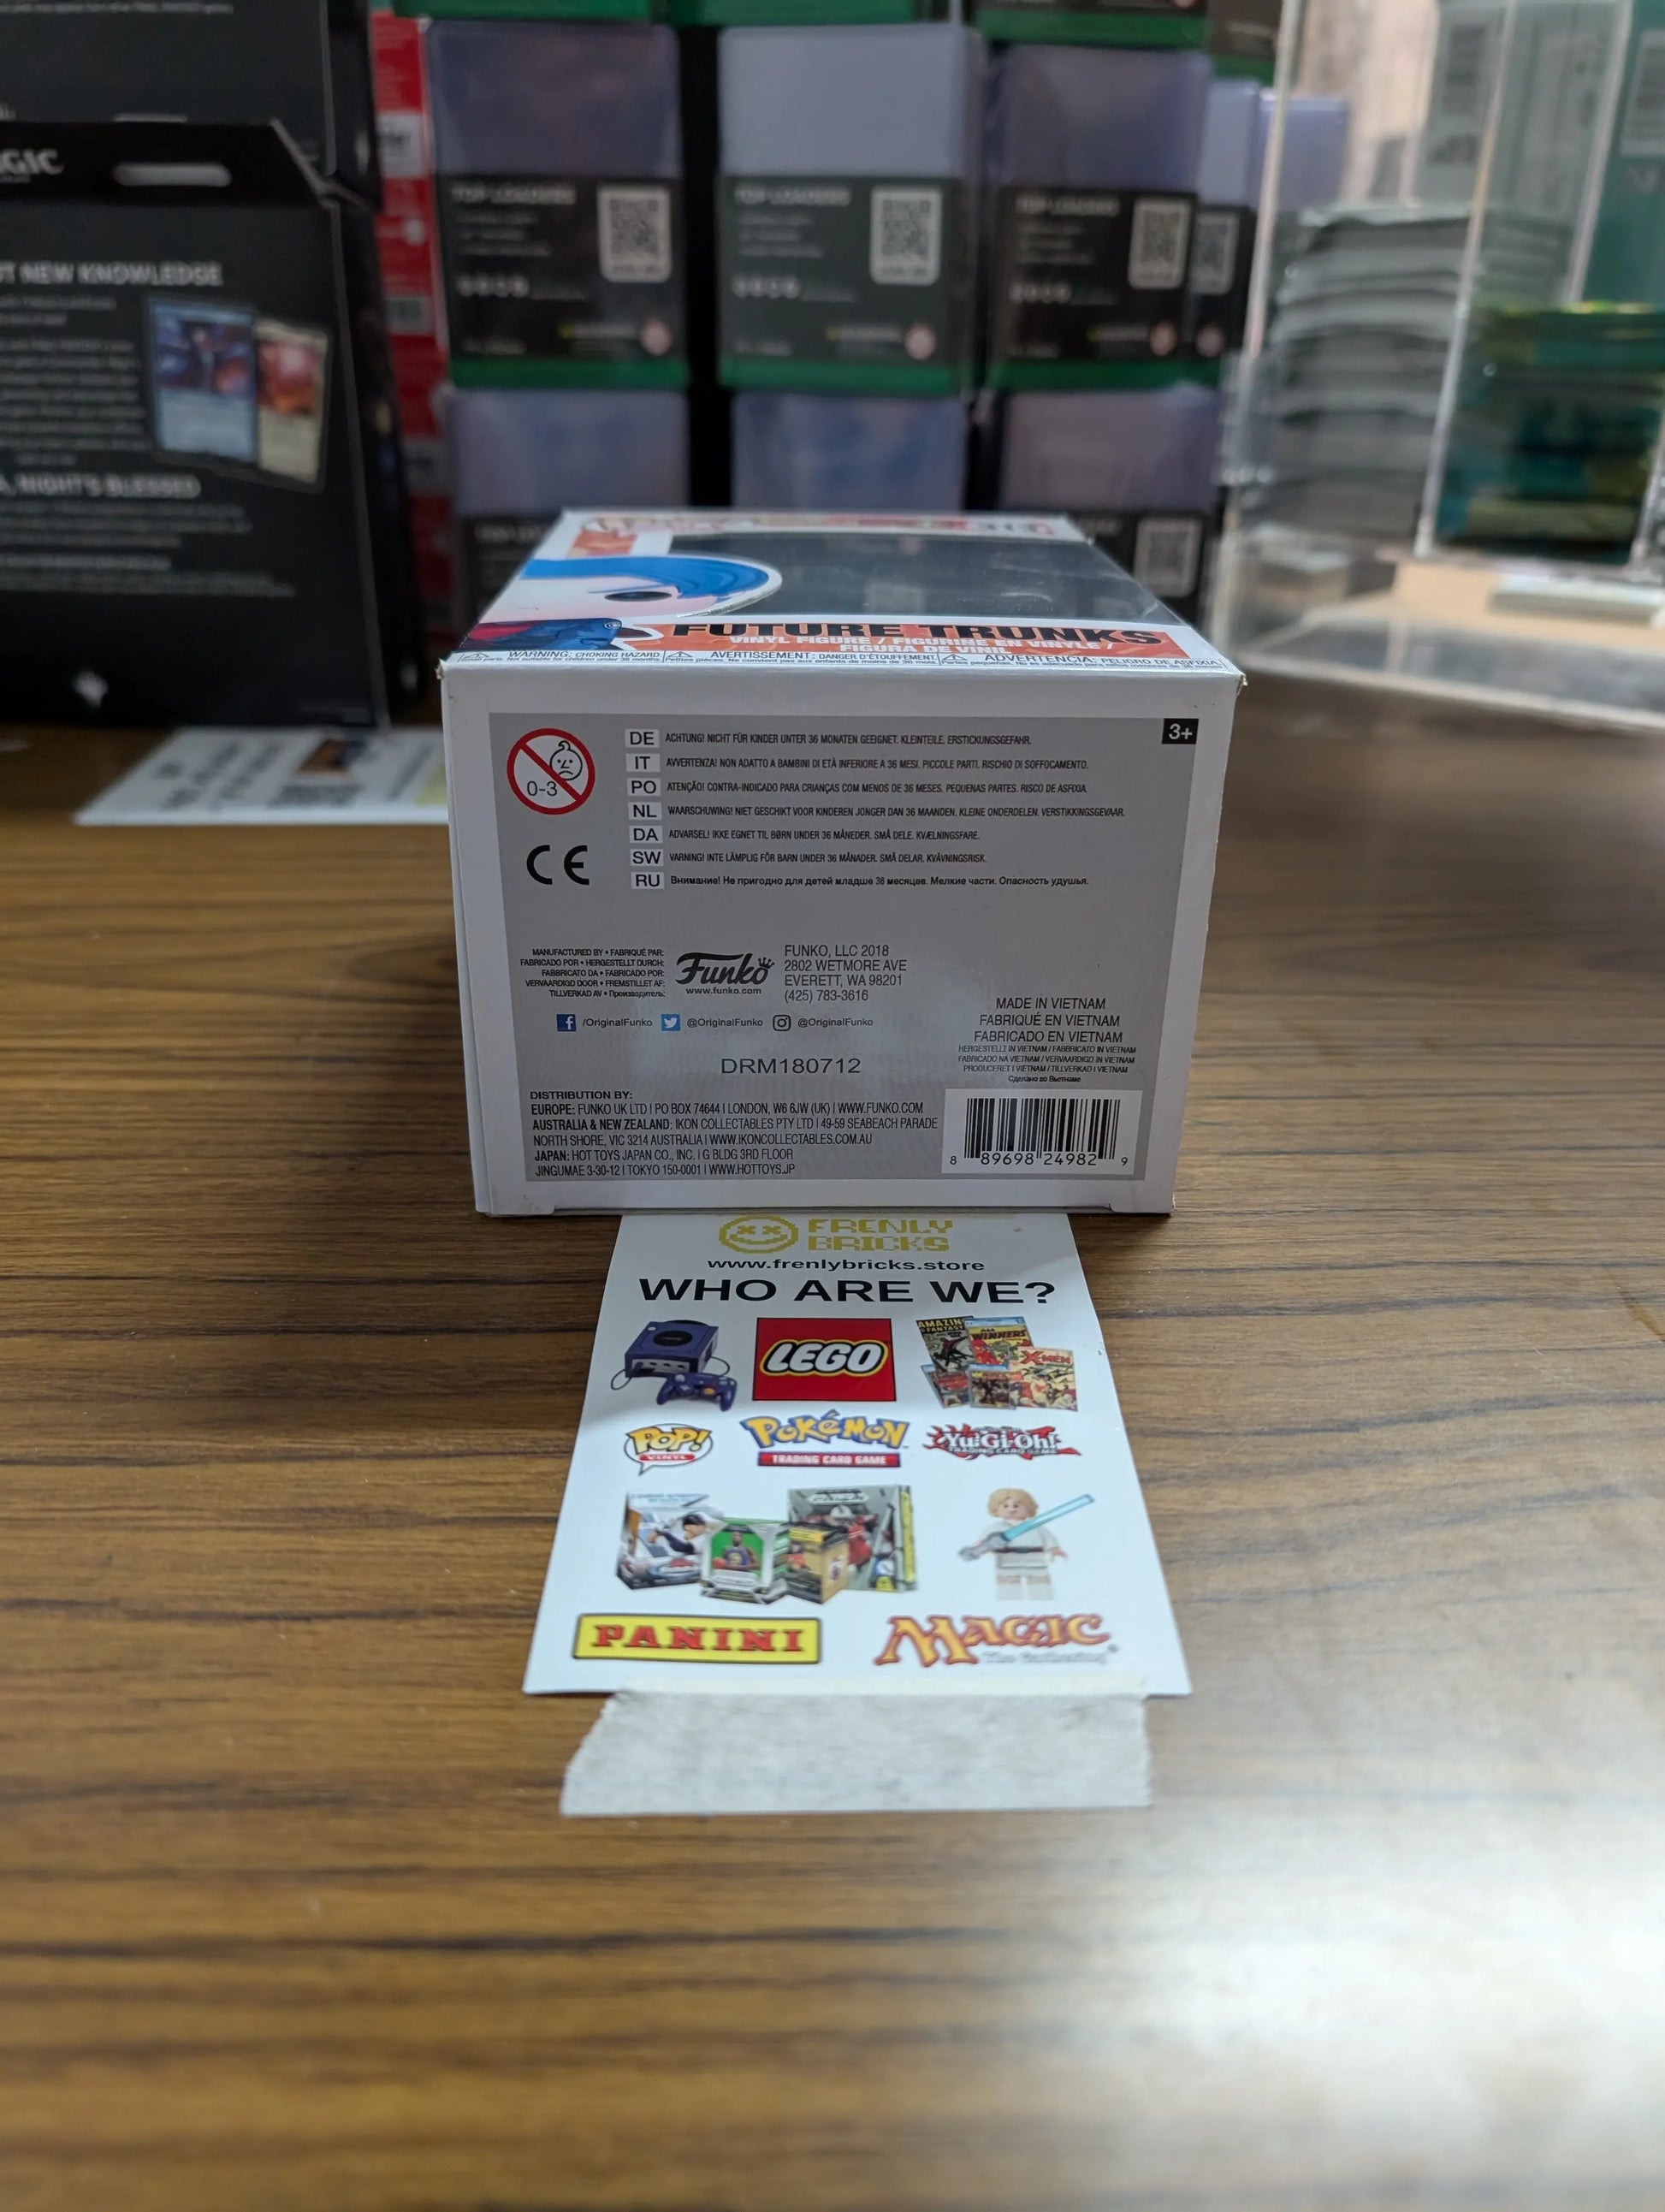 GIC
T NEW KNOWLEDGE
, NIGHT'S BLESSED
TOP LOADERS
TOP LOADERS
TOP LOADERS
FUTURE TRUNKS
VINYL FIGURE / FIGURINE EN VINYLE /
FIGURA DE VINIL
WARNING: CHOKING HAZARD.
AVERTISSEMENT: DANGER D'ÉTOUFFEMENT.
ADVERTENCIA: PELIGRO DE ASFIXIA.
0-3
3+
DE ACHTUNG! NICHT FÜR KINDER UNTER 36 MONATEN GEEIGNET. KLEINTEILE. ERSTICKUNGSGEFAHR.
IT AVVERTENZA! NON ADATTO A BAMBINI DI ETÀ INFERIORE A 36 MESI. PICCOLE PARTI. RISCHIO DI SOFFOCAMENTO.
PO ATENÇÃO! CONTRA-INDICADO PARA CRIANÇAS COM MENOS DE 36 MESES. PEQUENAS PARTES. RISCO DE ASFIXIA.
NL WAARSCHUWING! NIET GESCHIKT VOOR KINDEREN JONGER DAN 36 MAANDEN. KLEINE ONDERDELEN. VERSTIKKINGSGEVAAR.
DA ADVARSEL! IKKE EGNET TIL BØRN UNDER 36 MÅNEDER. SMÅ DELE. KVÆLNINGSFARE.
SW VARNING! INTE LÄMPLIG FÖR BARN UNDER 36 MÅNADER. SMÅ DELAR. KVÄVNINGSRISK.
RU Внимание! Не пригодно для детей младше 36 месяцев. Мелкие части. Опасность удушья.
CE
MANUFACTURED BY • FABRIQUÉ PAR:
FABRICADO POR • HERGESTELLT DURCH:
FABBRICATO DA • FABRICADO POR:
VERVAARDIGD DOOR • FREMSTILLET AF:
TILLVERKAD AV • Производитель:
Funko
www.funko.com
FUNKO, LLC 2018
2802 WETMORE AVE
EVERETT, WA 98201
(425) 783-3616
/OriginalFunko @OriginalFunko @OriginalFunko
MADE IN VIETNAM
FABRIQUÉ EN VIETNAM
FABRICADO EN VIETNAM
HERGESTELLT IN VIETNAM / FABBRICATO IN VIETNAM
FABRICADO NA VIETNAM / VERVAARDIGD IN VIETNAM
PRODUCERET I VIETNAM / TILLVERKAD I VIETNAM
Сделано во Вьетнаме
DRM180712
DISTRIBUTION BY:
EUROPE: FUNKO UK LTD | PO BOX 74644 | LONDON, W6 6JW (UK) | WWW.FUNKO.COM
AUSTRALIA & NEW ZEALAND: IKON COLLECTABLES PTY LTD | 49-59 SEABEACH PARADE
NORTH SHORE, VIC 3214 AUSTRALIA | WWW.IKONCOLLECTABLES.COM.AU
JAPAN: HOT TOYS JAPAN CO., INC. | G BLDG 3RD FLOOR
JINGUMAE 3-30-12 | TOKYO 150-0001 | WWW.HOTTOYS.JP
8 89698 24982 9
FRENLY
BRICKS
www.frenlybricks.store
WHO ARE WE?
LEGO
AMAZING
FANTASY
WINNERS
X-MEN
POP!
VINYL
POKéMON
TRADING CARD GAME
Yu-Gi-Oh!
TRADING CARD GAME
PANINI
MAGIC
The Gathering